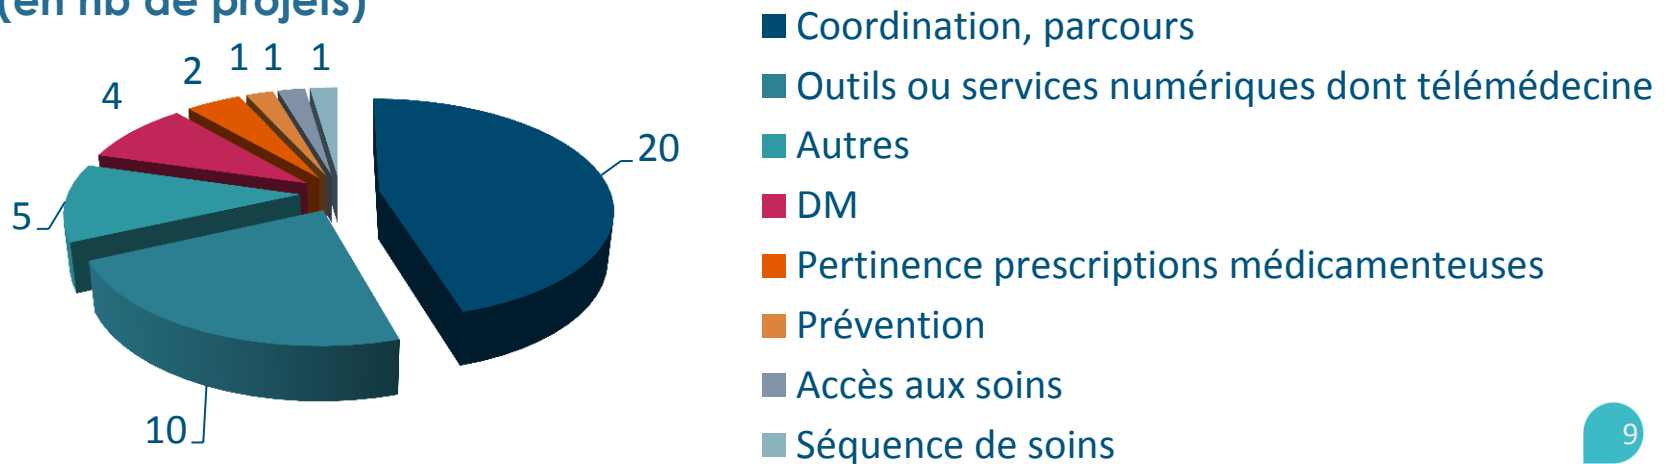 (en nb de projets)
1 1 1
2
4
20
5
10
Coordination, parcours
Outils ou services numériques dont télémédecine
Autres
DM
Pertinence prescriptions médicamenteuses
Prévention
Accès aux soins
Séquence de soins
9